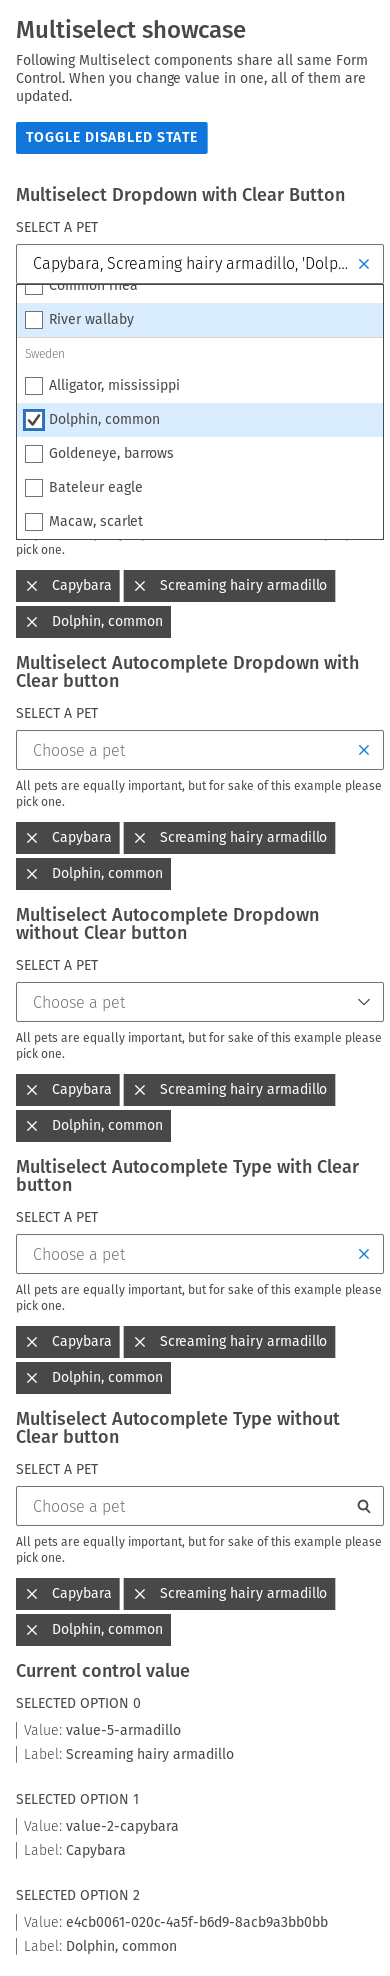 Multiselect showcase
Following Multiselect components share all same Form
Control. When you change value in one, all of them are
updated.
TOGGLE DISABLED STATE
Multiselect Dropdown with Clear Button
SELECT A PET
Capybara, Screaming hairy armadillo, 'Dolp...
Common rhea
River wallaby
Sweden
Alligator, mississippi
Dolphin, common
Goldeneye, barrows
Bateleur eagle
Macaw, scarlet
pick one.
Capybara Screaming hairy armadillo
Dolphin, common
Multiselect Autocomplete Dropdown with
Clear button
SELECT A PET
Choose a pet
All pets are equally important, but for sake of this example please
pick one.
Capybara Screaming hairy armadillo
Dolphin, common
Multiselect Autocomplete Dropdown
without Clear button
SELECT A PET
Choose a pet
All pets are equally important, but for sake of this example please
pick one.
Capybara Screaming hairy armadillo
Dolphin, common
Multiselect Autocomplete Type with Clear
button
SELECT A PET
Choose a pet
All pets are equally important, but for sake of this example please
pick one.
Capybara Screaming hairy armadillo
Dolphin, common
Multiselect Autocomplete Type without
Clear button
SELECT A PET
Choose a pet
All pets are equally important, but for sake of this example please
pick one.
Capybara Screaming hairy armadillo
Dolphin, common
Current control value
SELECTED OPTION 0
Value: value-5-armadillo
Label: Screaming hairy armadillo
SELECTED OPTION 1
Value: value-2-capybara
Label: Capybara
SELECTED OPTION 2
Value: e4cb0061-020c-4a5f-b6d9-8acb9a3bb0bb
Label: Dolphin, common